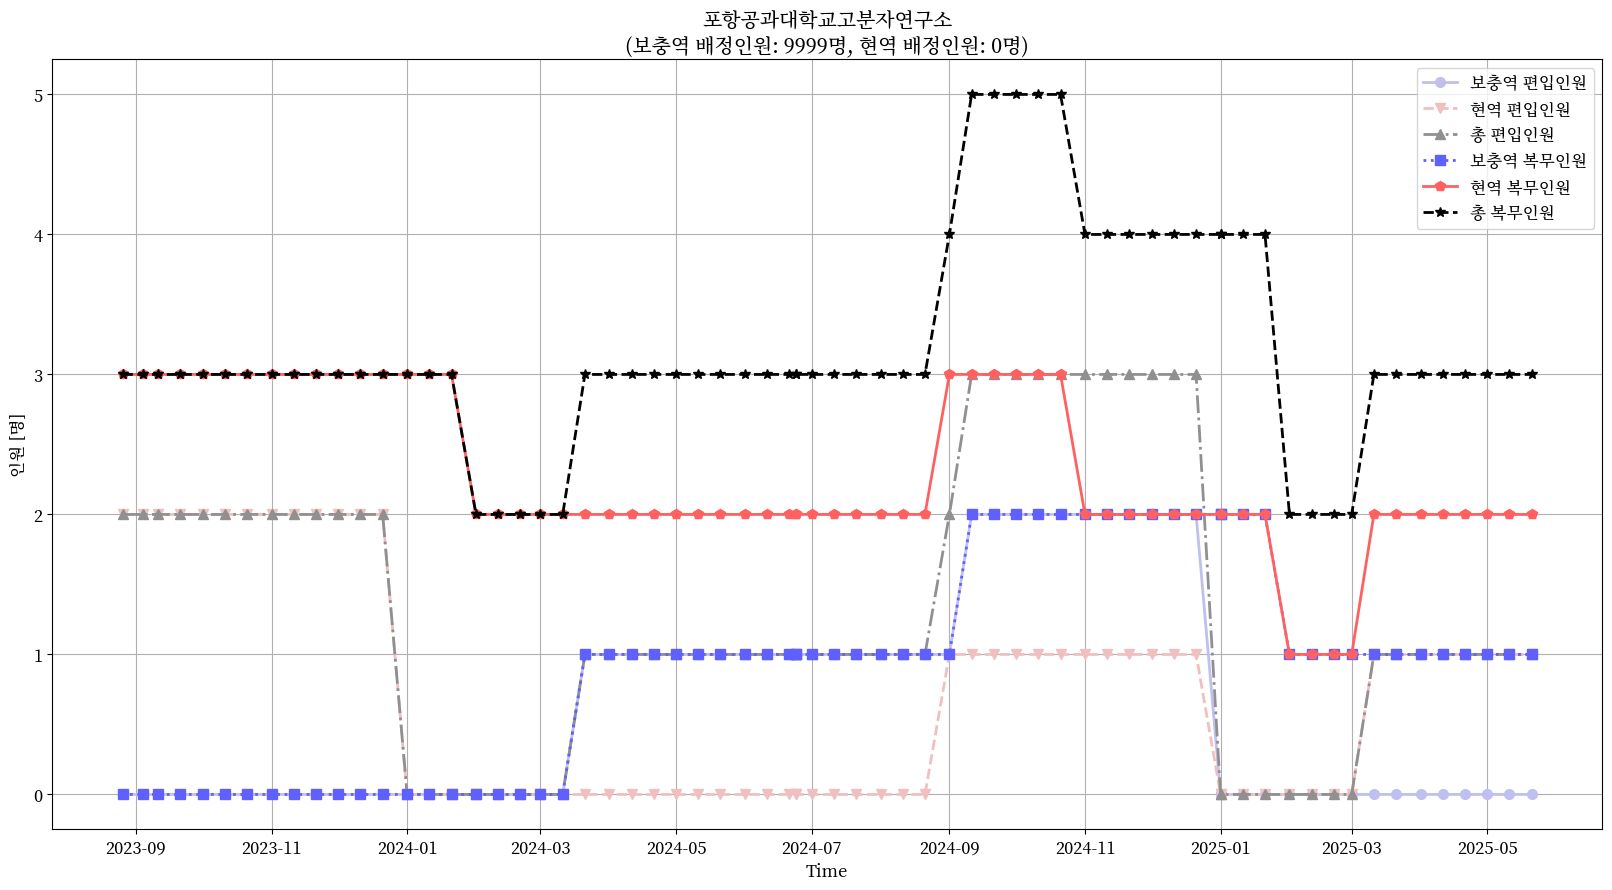 포항공과대학교고분자연구소
(보충역 배정인원: 9999명, 현역 배정인원: 0명)
보충역 편입인원
현역 편입인원
총 편입인원
보충역 복무인원
현역 복무인원
총 복무인원
인원 [명]
5
4
3
2
1
0
2023-09
2023-11
2024-01
2024-03
2024-05
2024-07
2024-09
2024-11
2025-01
2025-03
2025-05
Time